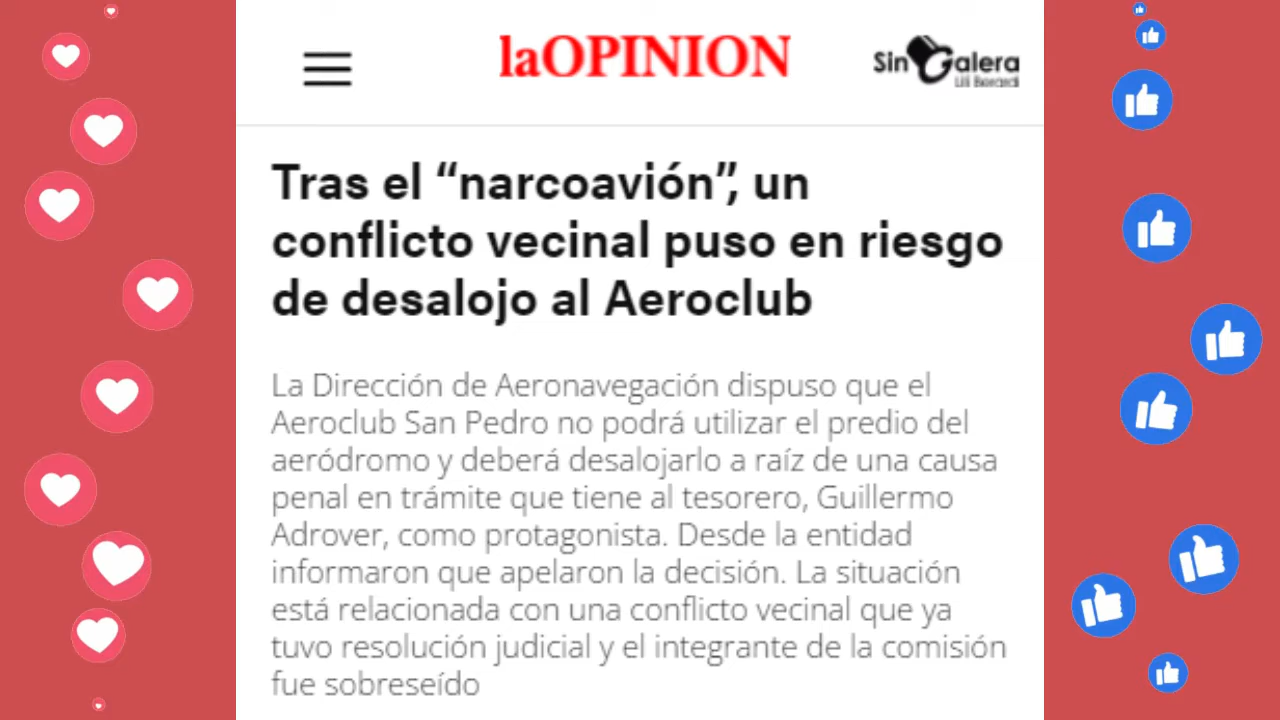 laOPINION
Sin Galera
Lili Berardi
Tras el “narcoavión”, un
conflicto vecinal puso en riesgo
de desalojo al Aeroclub
La Dirección de Aeronavegación dispuso que el
Aeroclub San Pedro no podrá utilizar el predio del
aeródromo y deberá desalojarlo a raíz de una causa
penal en trámite que tiene al tesorero, Guillermo
Adrover, como protagonista. Desde la entidad
informaron que apelaron la decisión. La situación
está relacionada con una conflicto vecinal que ya
tuvo resolución judicial y el integrante de la comisión
fue sobreseído